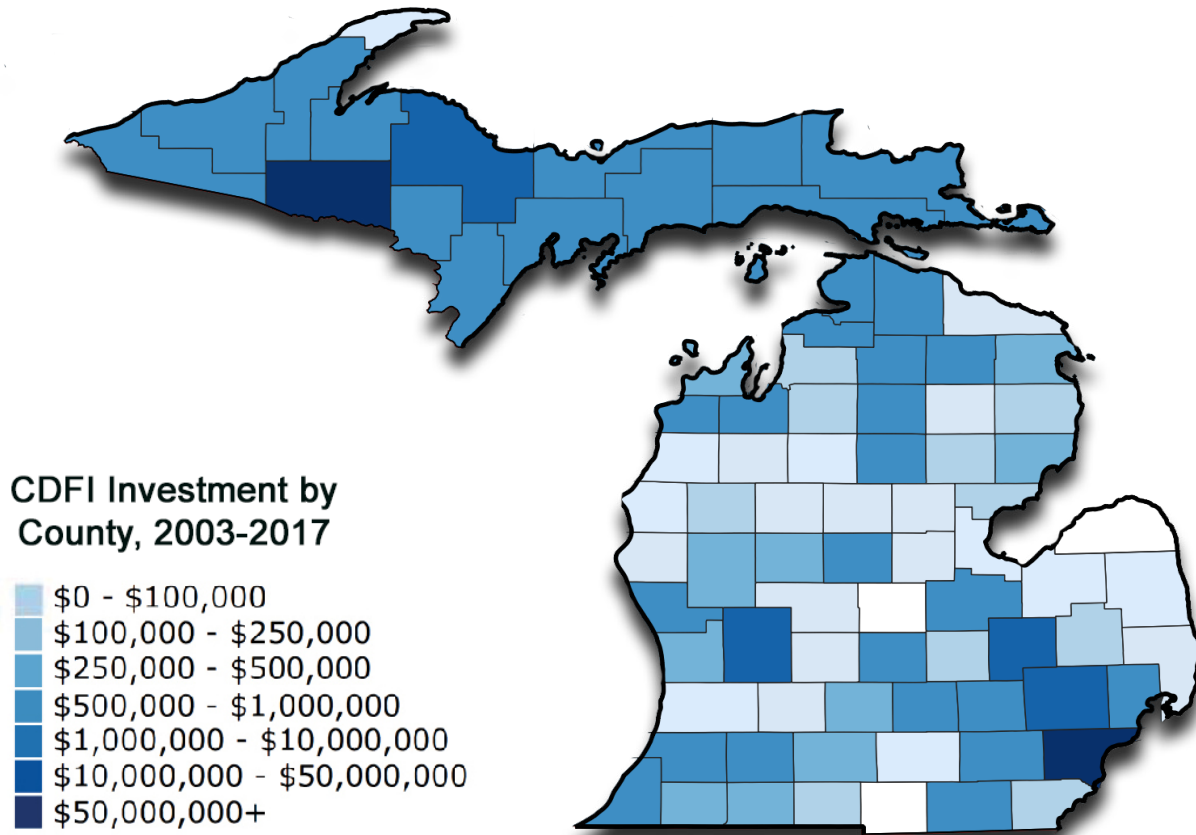 CDFI Investment by
County, 2003-2017
$0 - $100,000
$100,000 - $250,000
$250,000 - $500,000
$500,000 - $1,000,000
$1,000,000 - $10,000,000
$10,000,000 - $50,000,000
$50,000,000+